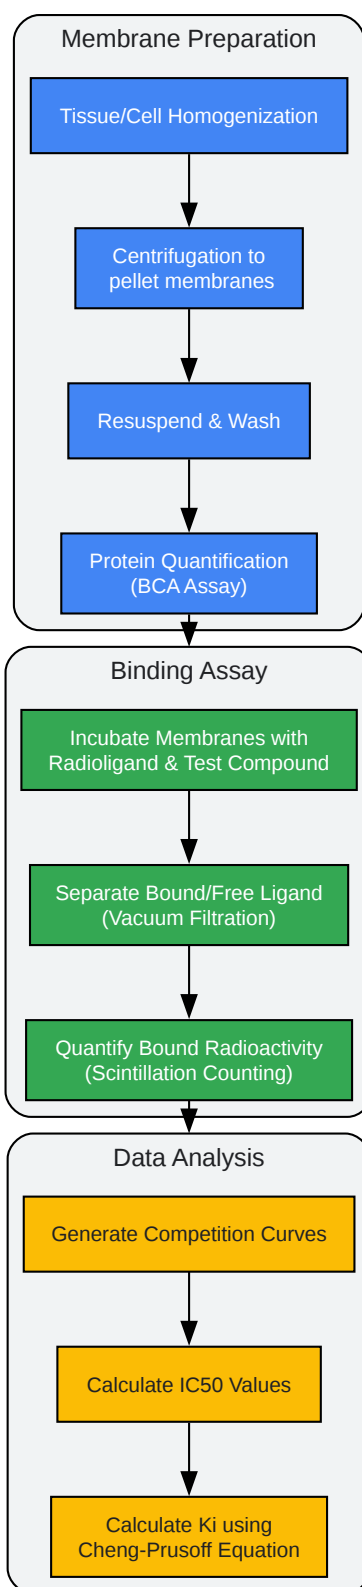 Membrane Preparation
Tissue/Cell Homogenization
Centrifugation to
pellet membranes
Resuspend & Wash
Protein Quantification
(BCA Assay)
Binding Assay
Incubate Membranes with
Radioligand & Test Compound
Separate Bound/Free Ligand
(Vacuum Filtration)
Quantify Bound Radioactivity
(Scintillation Counting)
Data Analysis
Generate Competition Curves
Calculate IC50 Values
Calculate Ki using
Cheng-Prusoff Equation